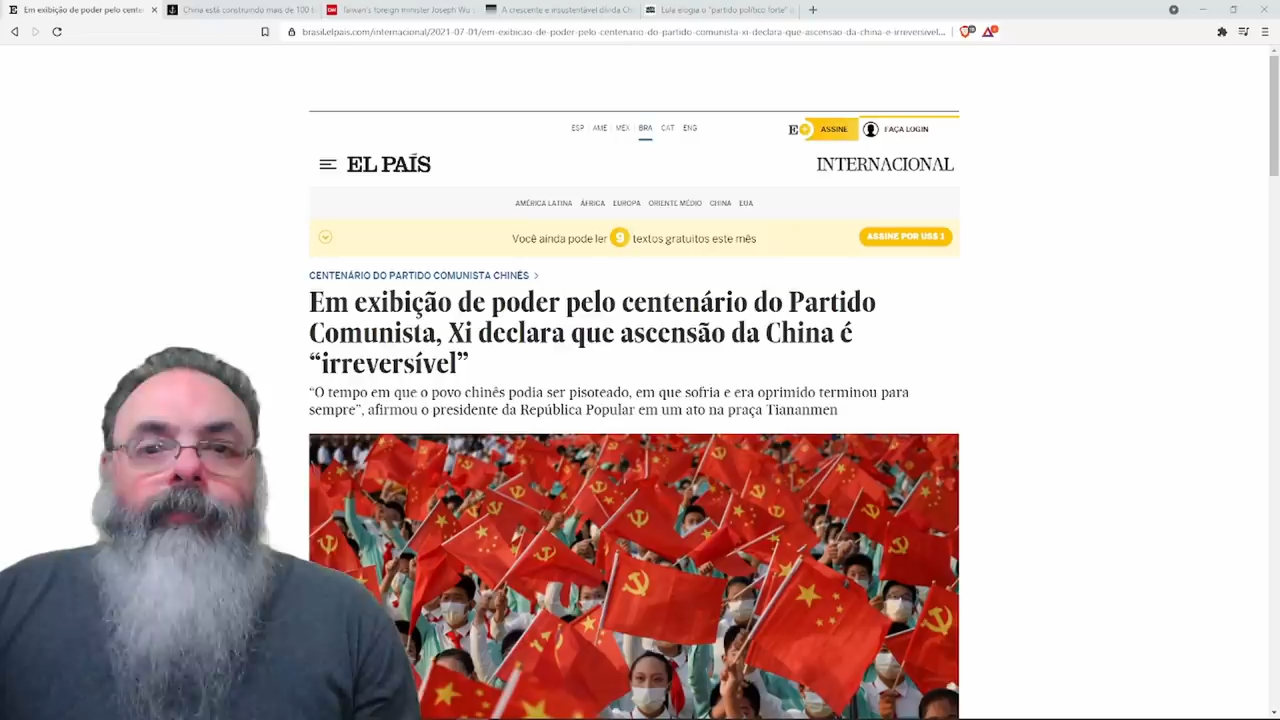 Em exibição de poder pelo cente
China está construindo mais de 100
Taiwan's foreign minister Joseph Wu
A crescente e insustentável dívida Ch
Lula elogia o "partido político forte"
brasil.elpais.com/internacional/2021-07-01/em-exibicao-de-poder-pelo-centenario-do-partido-comunista-xi-declara-que-ascensao-da-china-e-irreversivel...
ESP AME MEX BRA CAT ENG
E ASSINE FAÇA LOGIN
EL PAÍS
INTERNACIONAL
AMÉRICA LATINA ÁFRICA EUROPA ORIENTE MÉDIO CHINA EUA
Você ainda pode ler 9 textos gratuitos este mês
ASSINE POR US$ 1
CENTENÁRIO DO PARTIDO COMUNISTA CHINÊS >
Em exibição de poder pelo centenário do Partido
Comunista, Xi declara que ascensão da China é
“irreversível”
“O tempo em que o povo chinês podia ser pisoteado, em que sofria e era oprimido terminou para
sempre”, afirmou o presidente da República Popular em um ato na praça Tiananmen